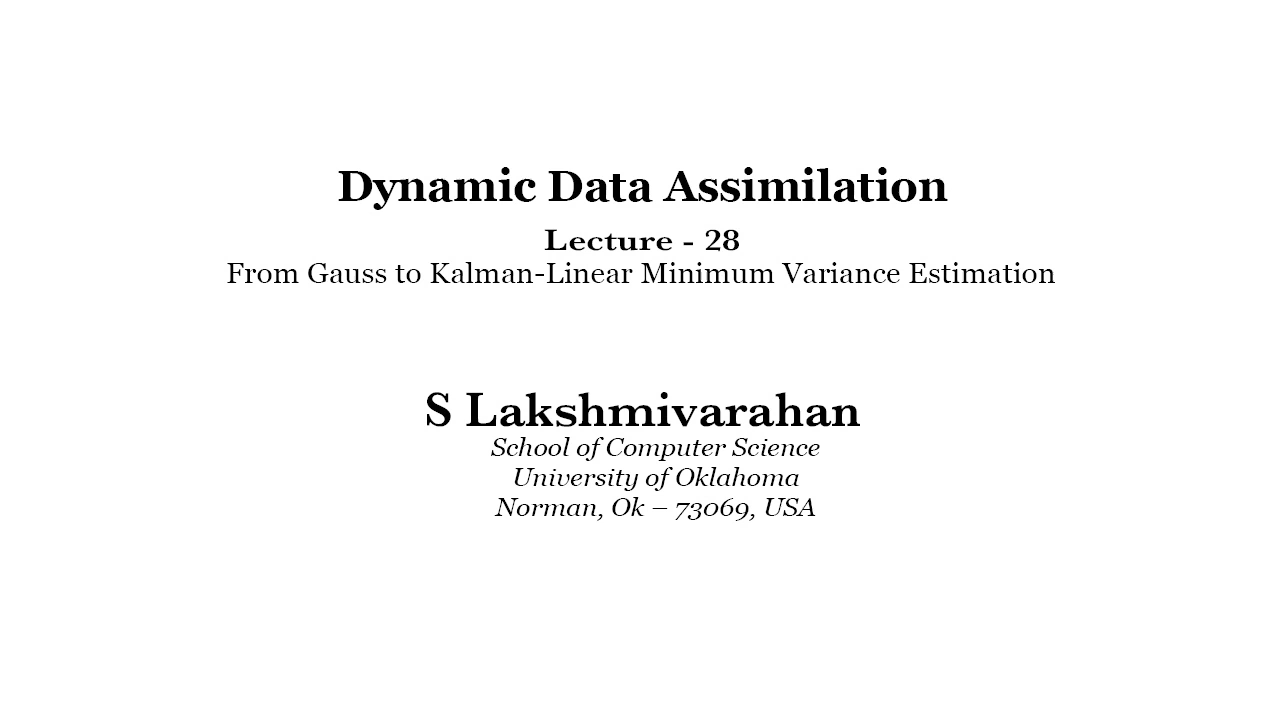 Dynamic Data Assimilation
Lecture - 28
From Gauss to Kalman-Linear Minimum Variance Estimation
S Lakshmivarahan
School of Computer Science
University of Oklahoma
Norman, Ok – 73069, USA